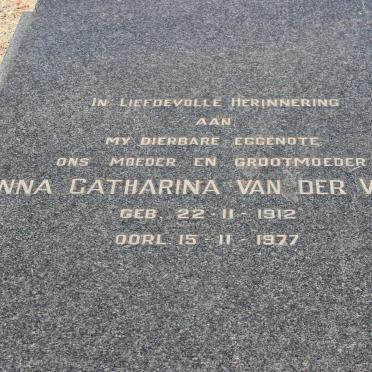 In Liefdevolle Herinnering
aan
my dierbare eggenote
ons moeder en grootmoeder
nna Catharina van der V
geb. 22-11-1912
oorl. 15-11-1977